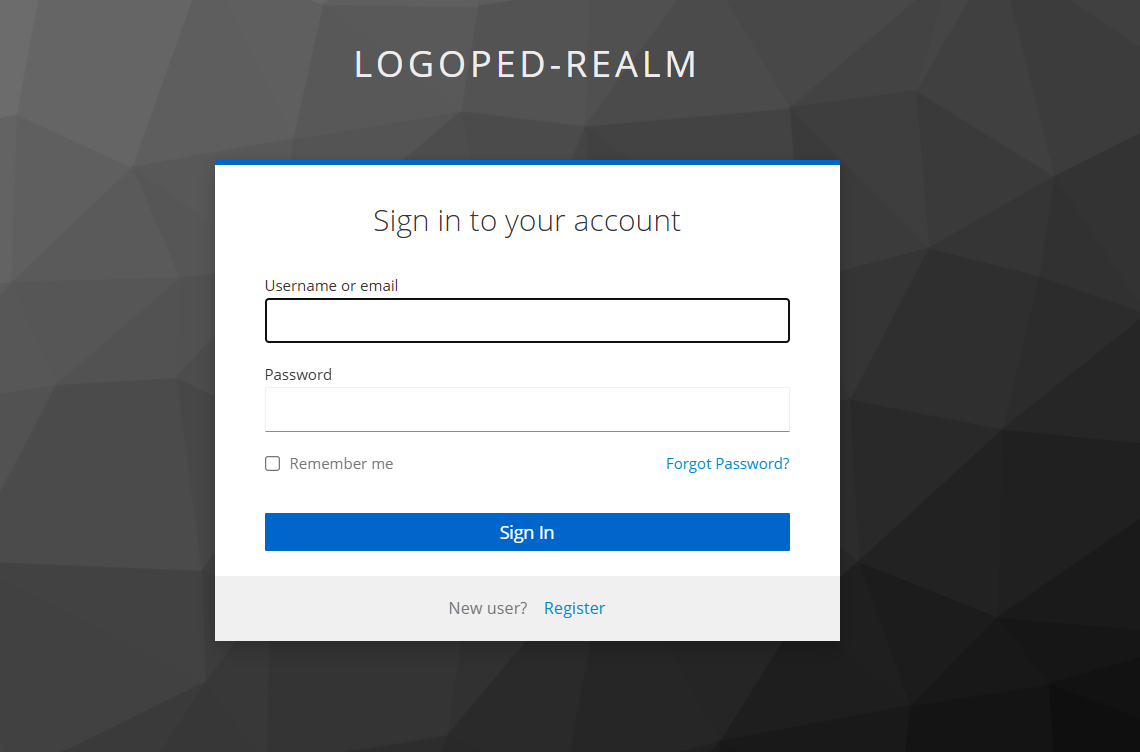 LOGOPED-REALM
Sign in to your account
Username or email
Password
Remember me
Forgot Password?
Sign In
New user? Register